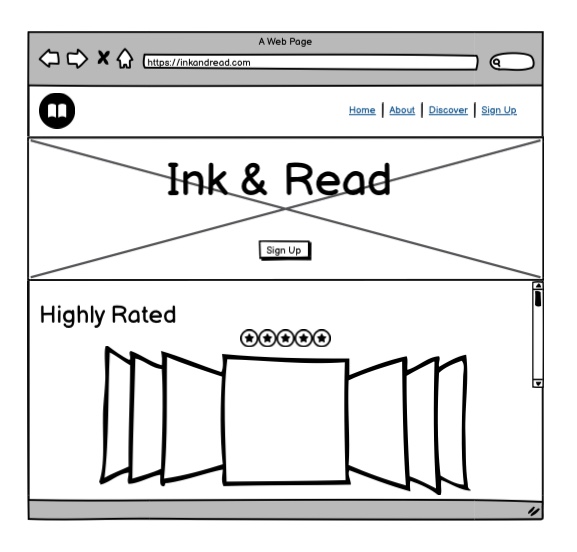 A Web Page
https://inkandread.com
Home | About | Discover | Sign Up
Ink & Read
Sign Up
Highly Rated